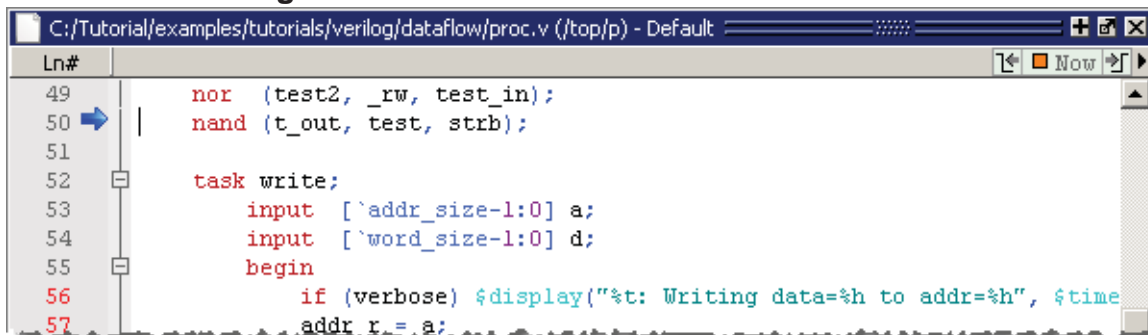 C:/Tutorial/examples/tutorials/verilog/dataflow/proc.v (/top/p) - Default
Ln# Now
49 nor (test2, _rw, test_in);
50 nand (t_out, test, strb);
51
52 task write;
53 input [`addr_size-1:0] a;
54 input [`word_size-1:0] d;
55 begin
56 if (verbose) $display("%t: Writing data=%h to addr=%h", $time
57 addr_r = a;